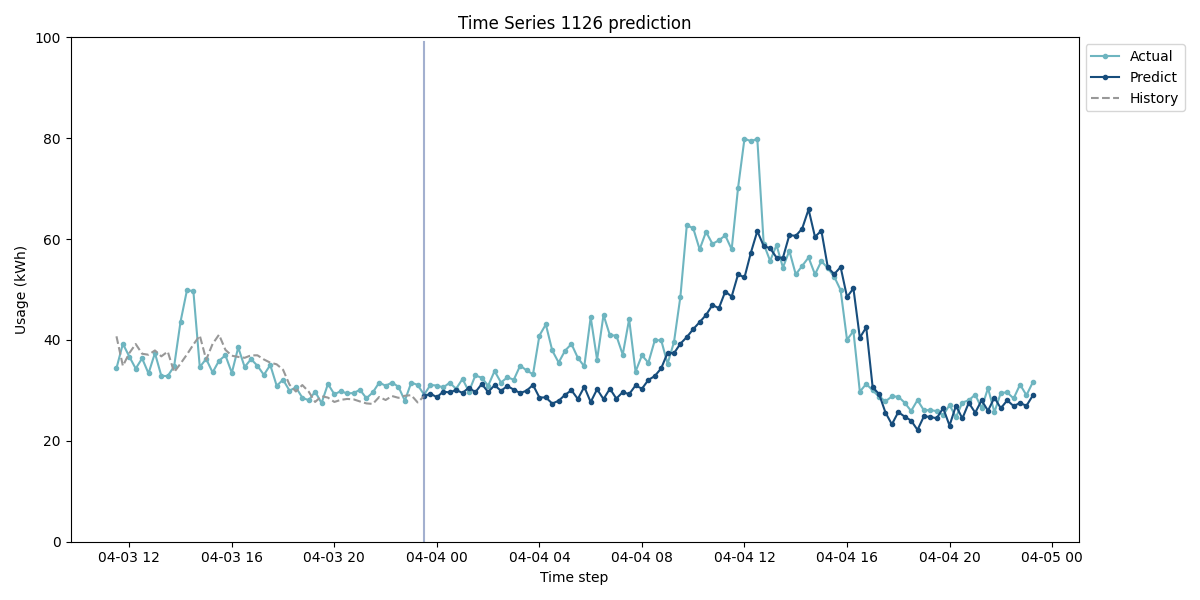 Time Series 1126 prediction
Usage (kWh)
100
80
60
40
20
0
04-03 12
04-03 16
04-03 20
04-04 00
04-04 04
04-04 08
04-04 12
04-04 16
04-04 20
04-05 00
Time step
Actual
Predict
History